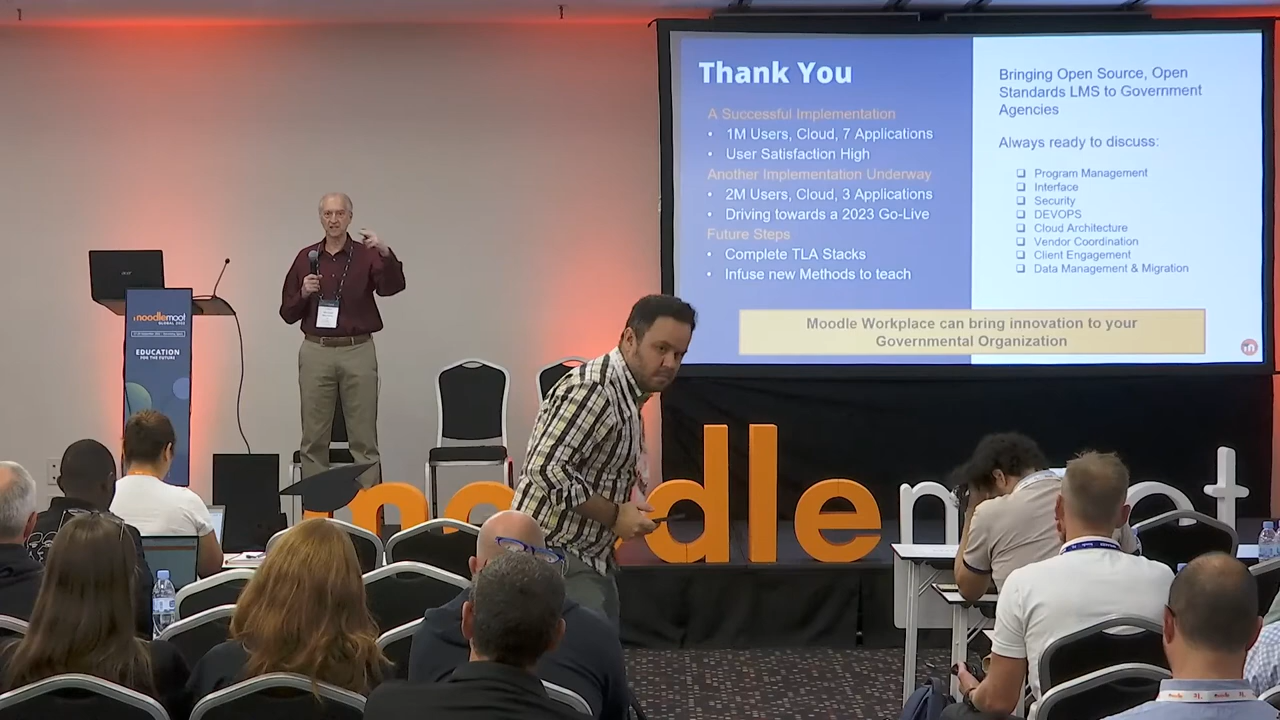 Thank You
A Successful Implementation
• 1M Users, Cloud, 7 Applications
• User Satisfaction High
Another Implementation Underway
• 2M Users, Cloud, 3 Applications
• Driving towards a 2023 Go-Live
Future Steps
• Complete TLA Stacks
• Infuse new Methods to teach
Bringing Open Source, Open
Standards LMS to Government
Agencies
Always ready to discuss:
❑ Program Management
❑ Interface
❑ Security
❑ DEVOPS
❑ Cloud Architecture
❑ Vendor Coordination
❑ Client Engagement
❑ Data Management & Migration
Moodle Workplace can bring innovation to your
Governmental Organization
acer
moodlemoot
GLOBAL 2022
EDUCATION
FOR THE FUTURE
moodlemoot